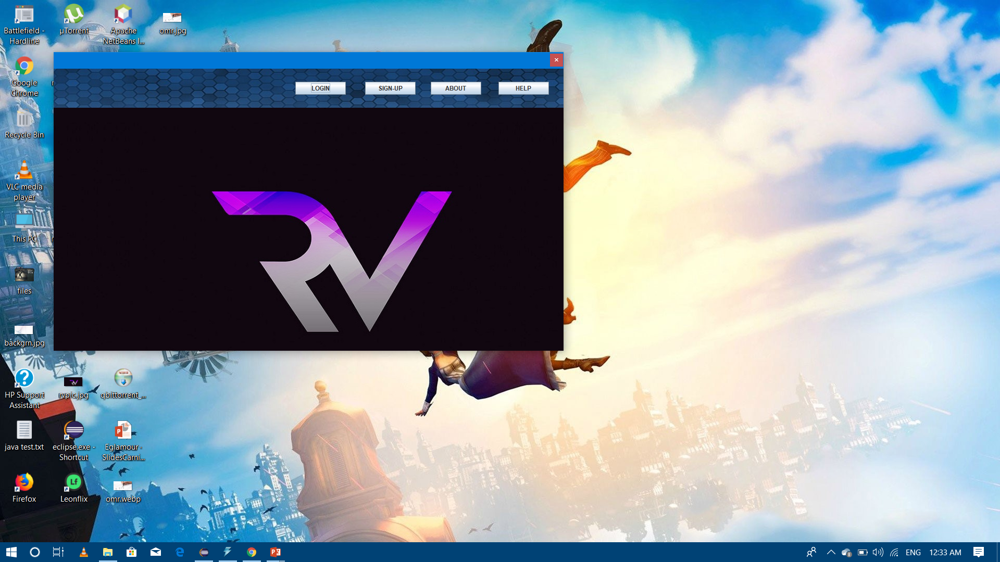 Battlefield -
Hardline
µTorrent
Apache
NetBeans I...
omr.jpg
Google
Chrome
LOGIN
SIGN-UP
ABOUT
HELP
Recycle Bin
VLC media
player
This PC
files
RV
backgrn.jpg
HP Support
Assistant
rvpic.jpg
qbittorrent_...
java test.txt
eclipse.exe -
Shortcut
Eglamour ·
SlidesCarni...
Firefox
Lf
Leonflix
omr.webp
ENG
12:33 AM